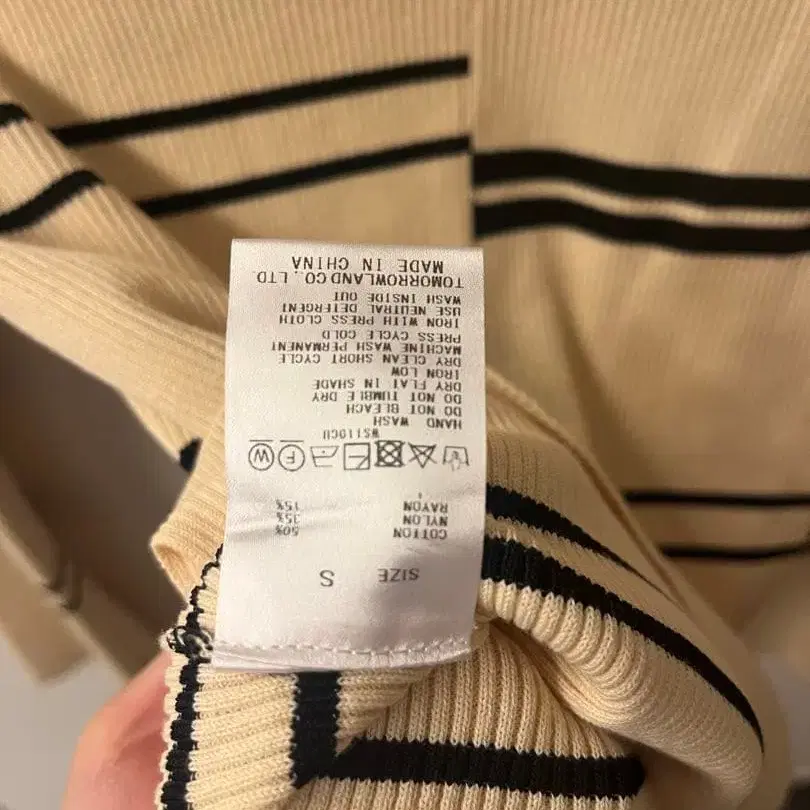 SIZE S
COTTON 50%
NYLON 35%
RAYON 15%
F W
WS110CU
HAND WASH
DO NOT BLEACH
DO NOT TUMBLE DRY
DRY FLAT IN SHADE
IRON LOW
DRY CLEAN SHORT CYCLE
MACHINE WASH PERMANENT
PRESS CYCLE COLD
IRON WITH PRESS CLOTH
USE NEUTRAL DETERGENT
WASH INSIDE OUT
TOMORROWLAND CO., LTD.
MADE IN CHINA